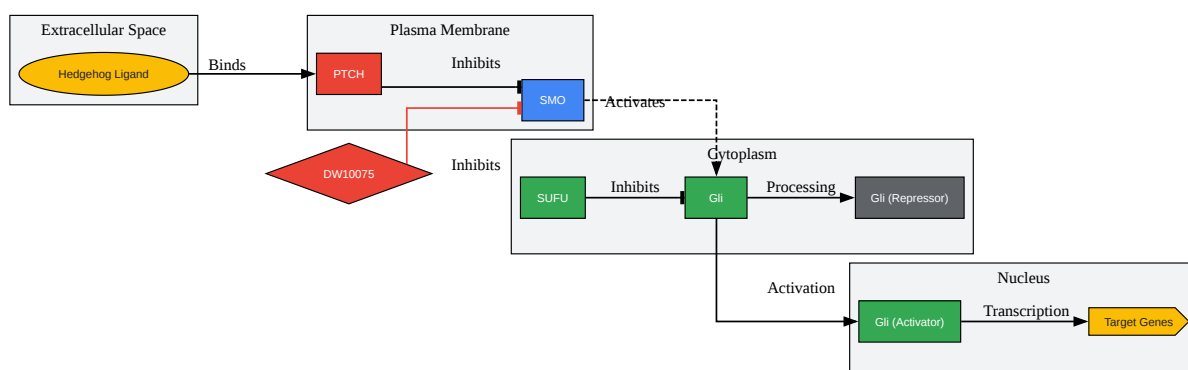 Extracellular Space
Plasma Membrane
Hedgehog Ligand
Binds
PTCH
Inhibits
SMO
Activates
DW10075
Inhibits
Cytoplasm
SUFU
Inhibits
Gli
Processing
Gli (Repressor)
Activation
Nucleus
Gli (Activator)
Transcription
Target Genes